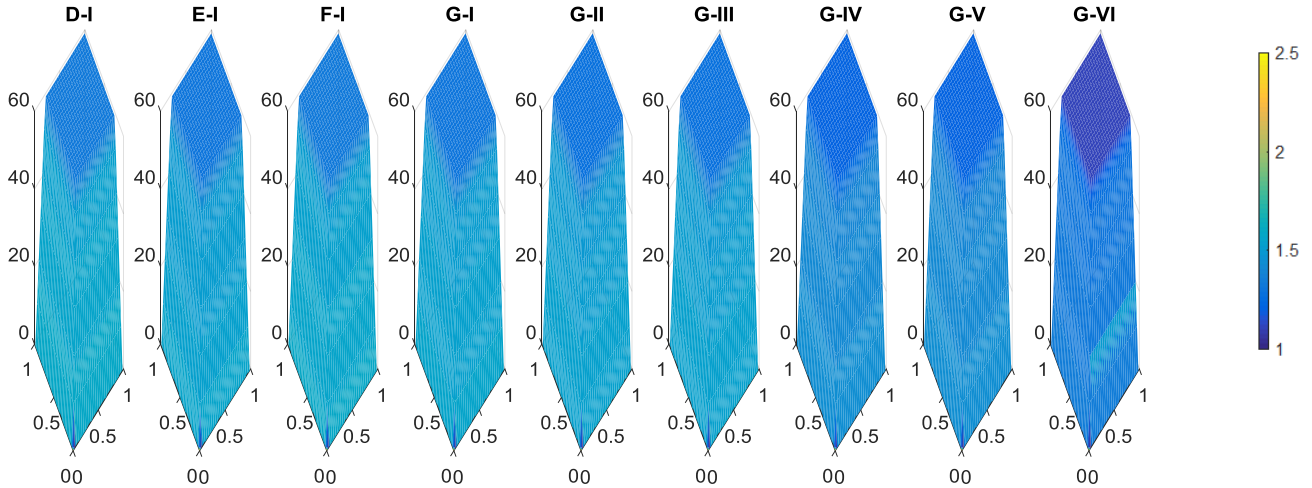 D-I E-I F-I G-I G-II G-III G-IV G-V G-VI
2.5
60 60 60 60 60 60 60 60 60
2
40 40 40 40 40 40 40 40 40
20 20 20 20 20 20 20 20 20
1.5
0 0 0 0 0 0 0 0 0
1
1 1 1 1 1 1 1 1 1
1 1 1 1 1 1 1 1 1
0.5 0.5 0.5 0.5 0.5 0.5 0.5 0.5 0.5
0.5 0.5 0.5 0.5 0.5 0.5 0.5 0.5 0.5
00 00 00 00 00 00 00 00 00